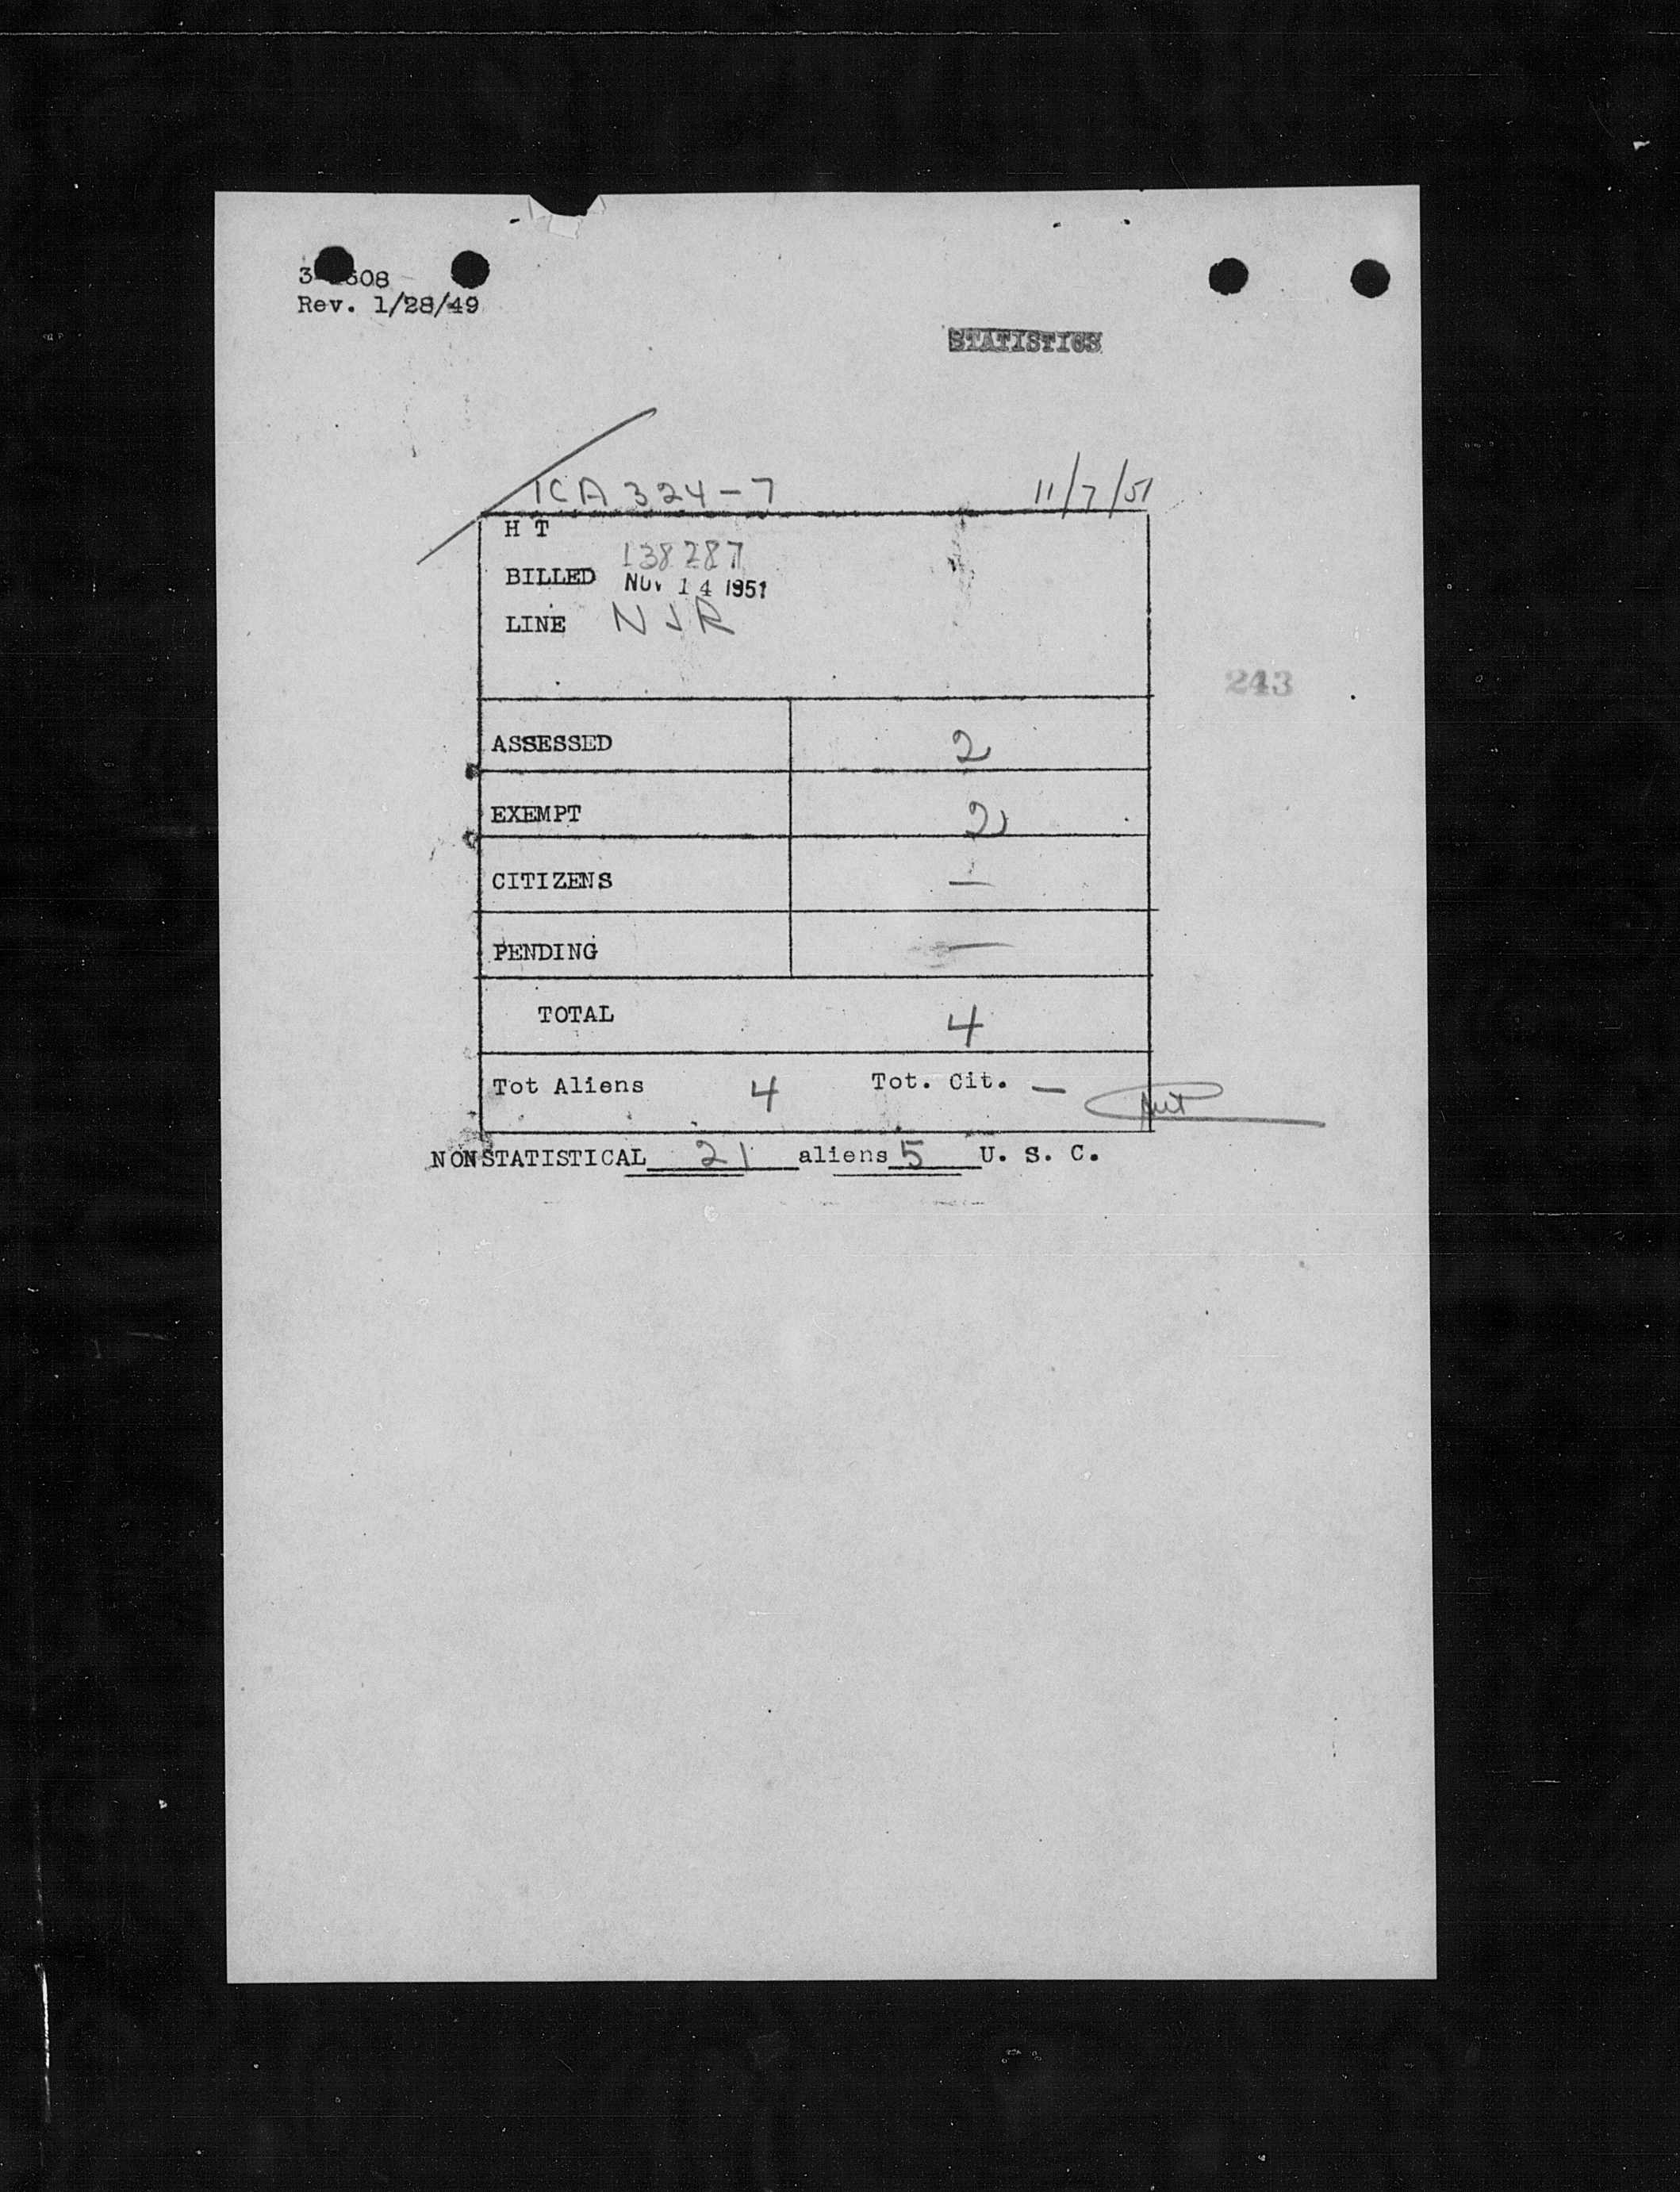 608
Rev. 1/28/49
STATISTICS
ICA 324-7 11/7/51
H T
138287
BILLED NOV 14 1951
LINE NJR
243
ASSESSED 2
EXEMPT 2
CITIZENS —
PENDING —
TOTAL 4
Tot Aliens 4 Tot. Cit. —
NONSTATISTICAL 21 aliens 5 U. S. C.